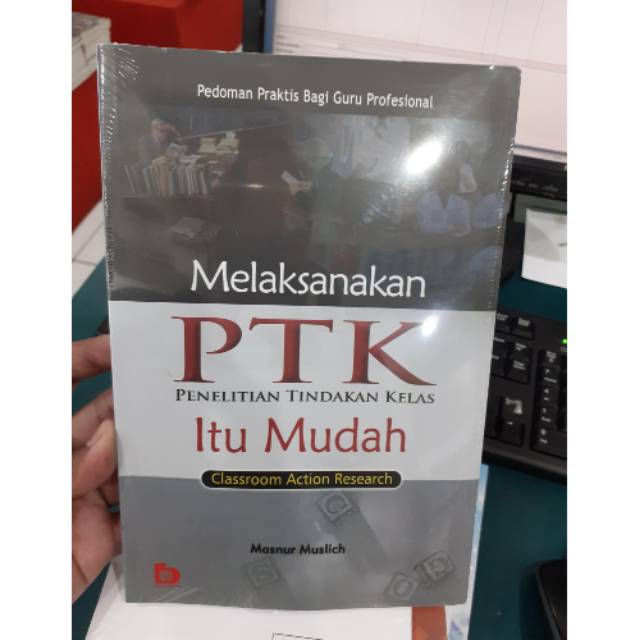 Pedoman Praktis Bagi Guru Profesional
Melaksanakan
PTK
PENELITIAN TINDAKAN KELAS
Itu Mudah
Classroom Action Research
Masnur Muslich